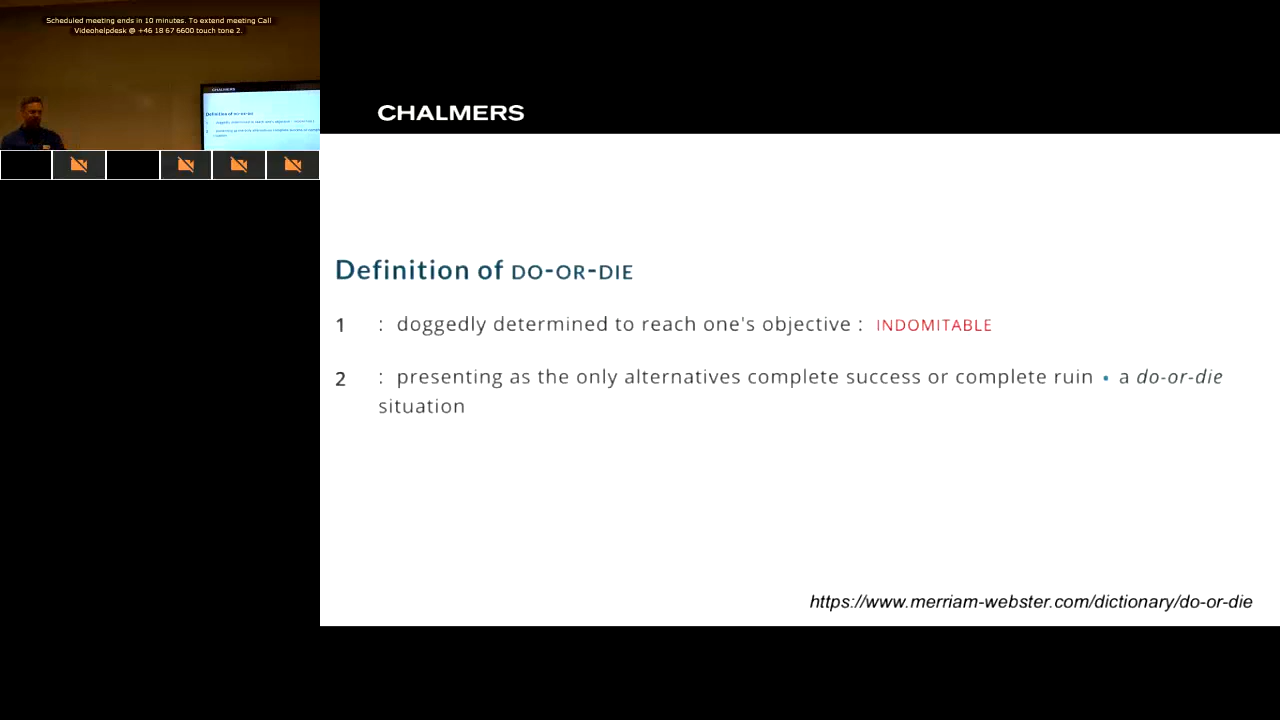 Scheduled meeting ends in 10 minutes. To extend meeting Call
Videohelpdesk @ +46 18 67 6600 touch tone 2.
CHALMERS
CHALMERS
Definition of DO-OR-DIE
1 : doggedly determined to reach one's objective : INDOMITABLE
2 : presenting as the only alternatives complete success or complete ruin • a do-or-die
situation
https://www.merriam-webster.com/dictionary/do-or-die